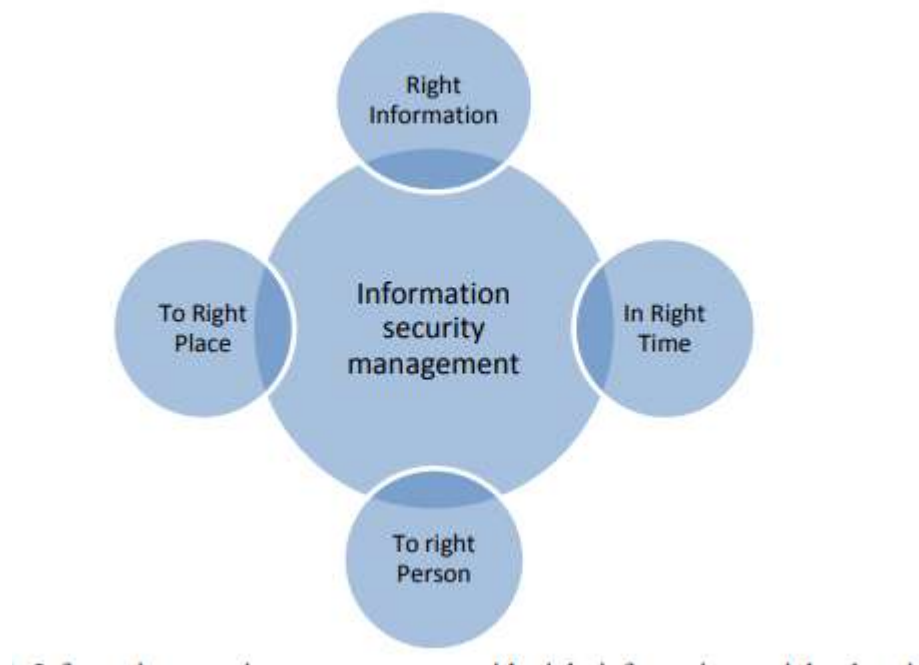 Right
Information
To Right
Place
Information
security
management
In Right
Time
To right
Person